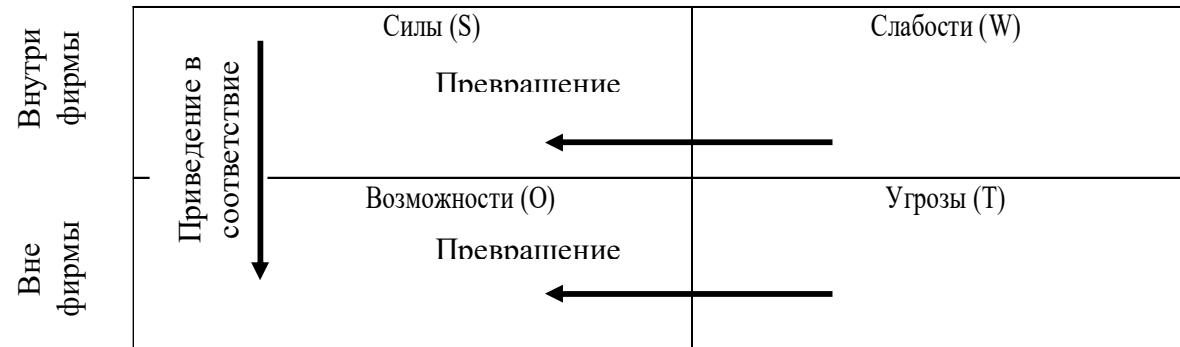 Силы (S)
Слабости (W)
Внутри
фирмы
Превращение
Приведение в
соответствие
Возможности (O)
Угрозы (T)
Вне
фирмы
Превращение